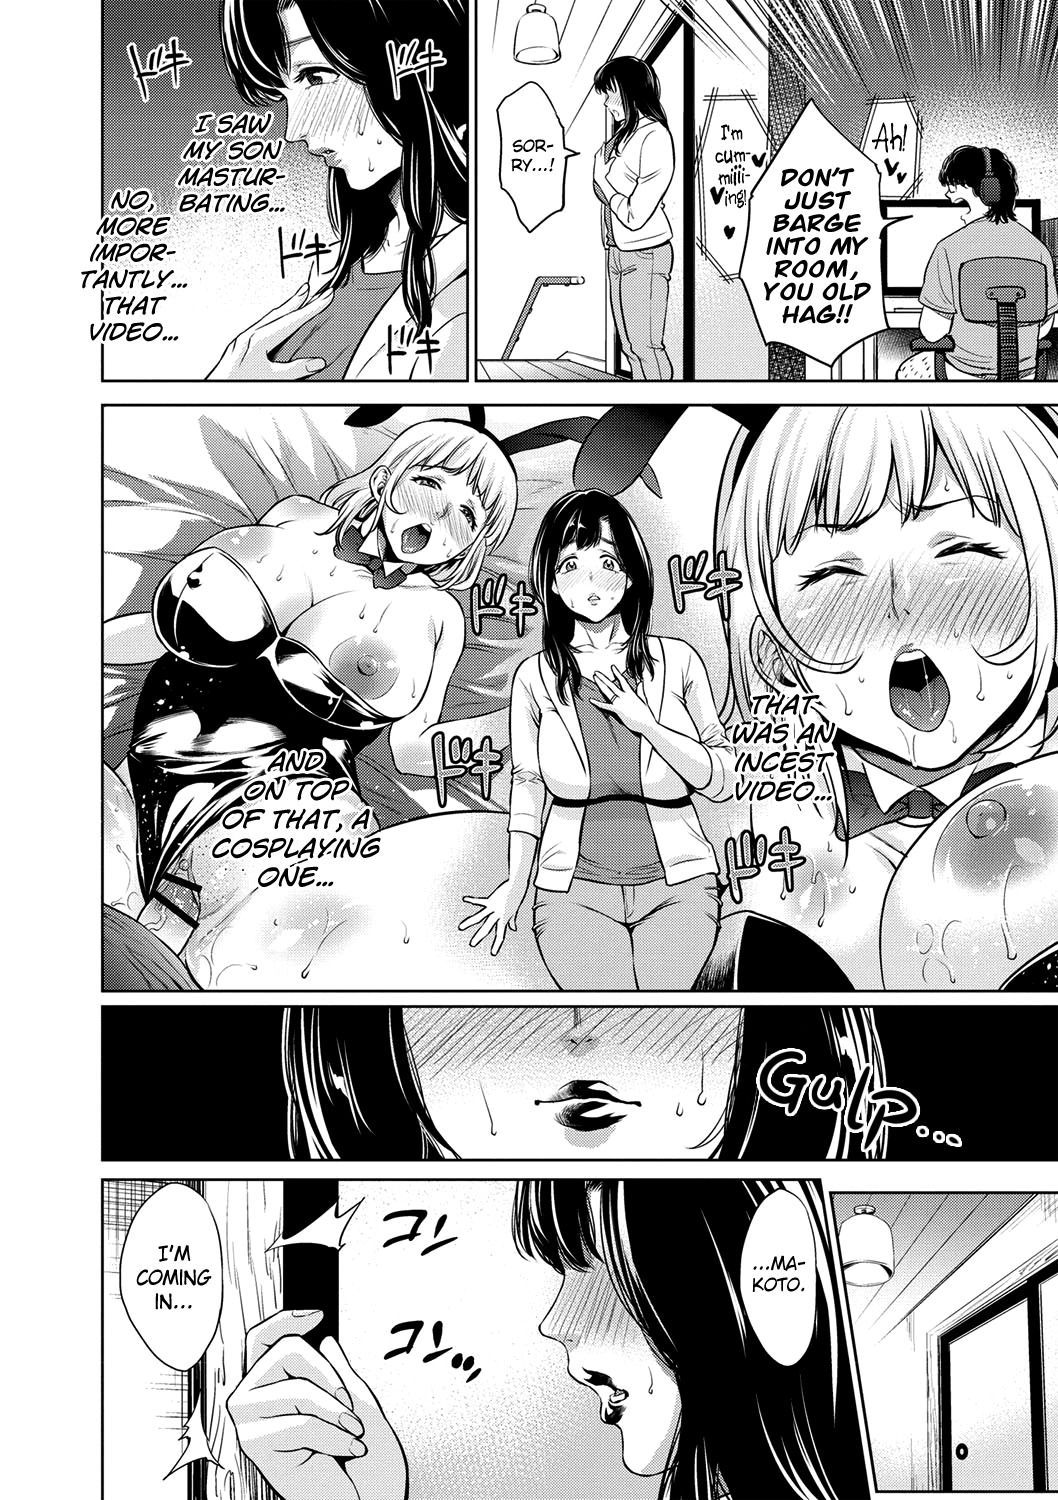 Ah!
DON'T
JUST
BARGE
INTO MY
ROOM,
YOU OLD
HAG!!
I'm
cum-
milli-
ing!
SOR-
RY...!
ドキ
ドキ
I SAW
MY SON
MASTUR-
BATING...
NO,
MORE
IMPOR-
TANTLY...
THAT
VIDEO...
ドキ
ドキ
ドキ
ドキ
THAT
WAS AN
INCEST
VIDEO...
ドキ
ドキ
AND
ON TOP
OF THAT, A
COSPLAYING
ONE...
Gulp...
...MA-
KOTO.
コン
コンッ
I'M
COMING
IN...